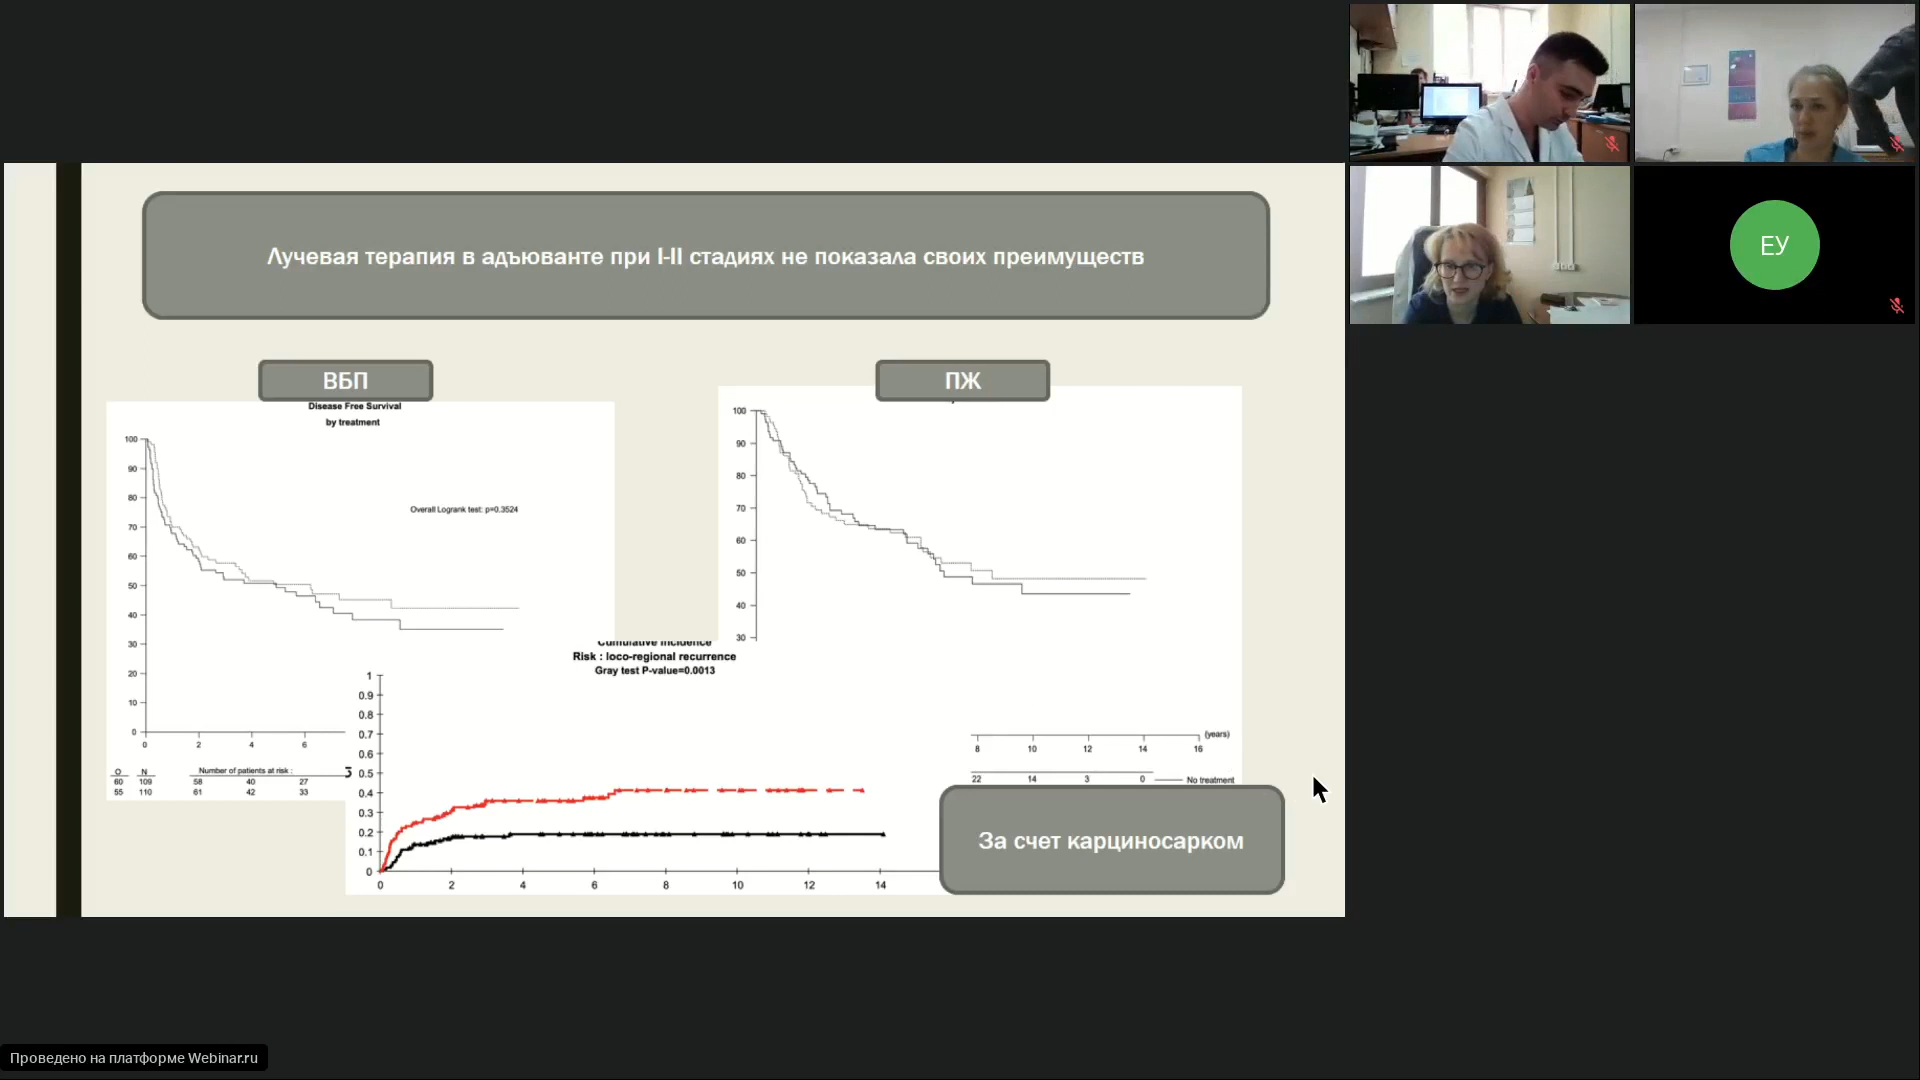 Лучевая терапия в адъюванте при I-II стадиях не показала своих преимуществ
ВБП
ПЖ
Disease Free Survival
by treatment
100
90
80
70
60
50
40
30
20
10
0
Overall Logrank test: p=0.3524
0 2 4 6
O N Number of patients at risk :
60 109 58 40 27
55 110 61 42 33
100
90
80
70
60
50
40
30
8 10 12 14 16 (years)
22 14 3 0 No treatment
Cumulative incidence
Risk : loco-regional recurrence
Gray test P-value=0.0013
1
0.9
0.8
0.7
0.6
0.5
0.4
0.3
0.2
0.1
0
0 2 4 6 8 10 12 14
За счет карциносарком
ЕУ
Проведено на платформе Webinar.ru